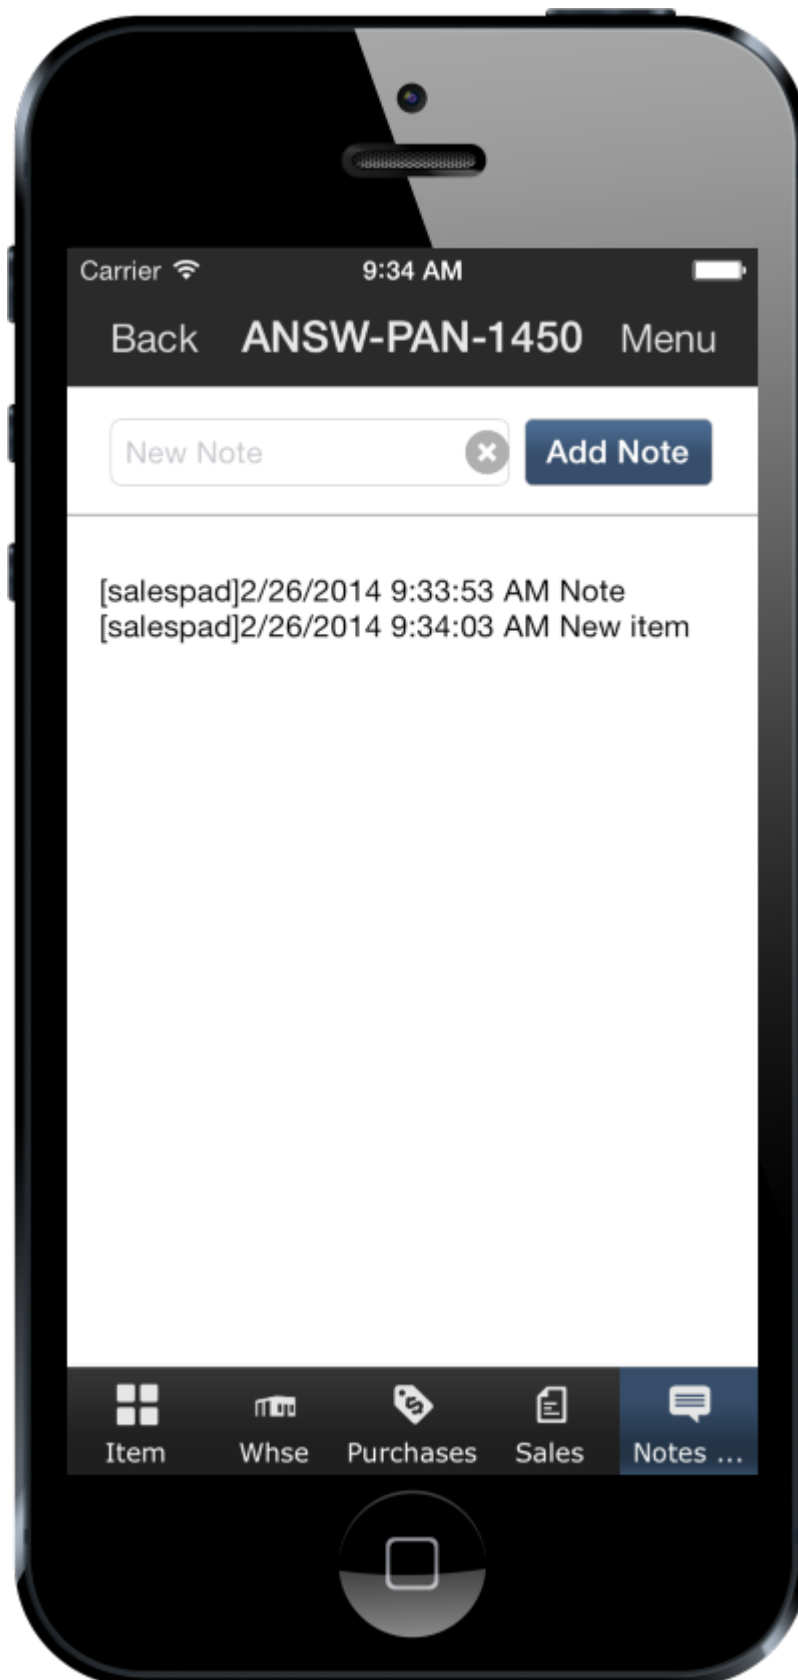 Carrier 9:34 AM
Back ANSW-PAN-1450 Menu
New Note Add Note
[salespad]2/26/2014 9:33:53 AM Note
[salespad]2/26/2014 9:34:03 AM New item
Item Whse Purchases Sales Notes ...